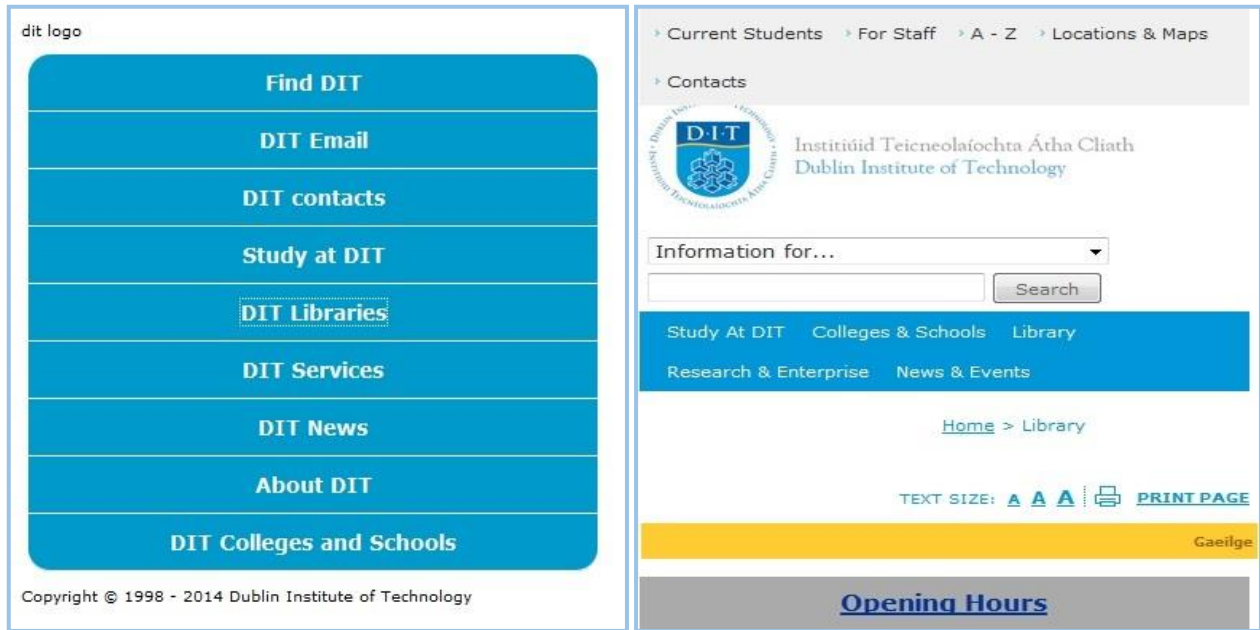 dit logo
Find DIT
DIT Email
DIT contacts
Study at DIT
DIT Libraries
DIT Services
DIT News
About DIT
DIT Colleges and Schools
Copyright © 1998 - 2014 Dublin Institute of Technology
Current Students For Staff A - Z Locations & Maps
Contacts
D·I·T
Institiúid Teicneolaíochta Átha Cliath
Dublin Institute of Technology
Information for...
Search
Study At DIT Colleges & Schools Library
Research & Enterprise News & Events
Home > Library
TEXT SIZE: A A A PRINT PAGE
Gaeilge
Opening Hours